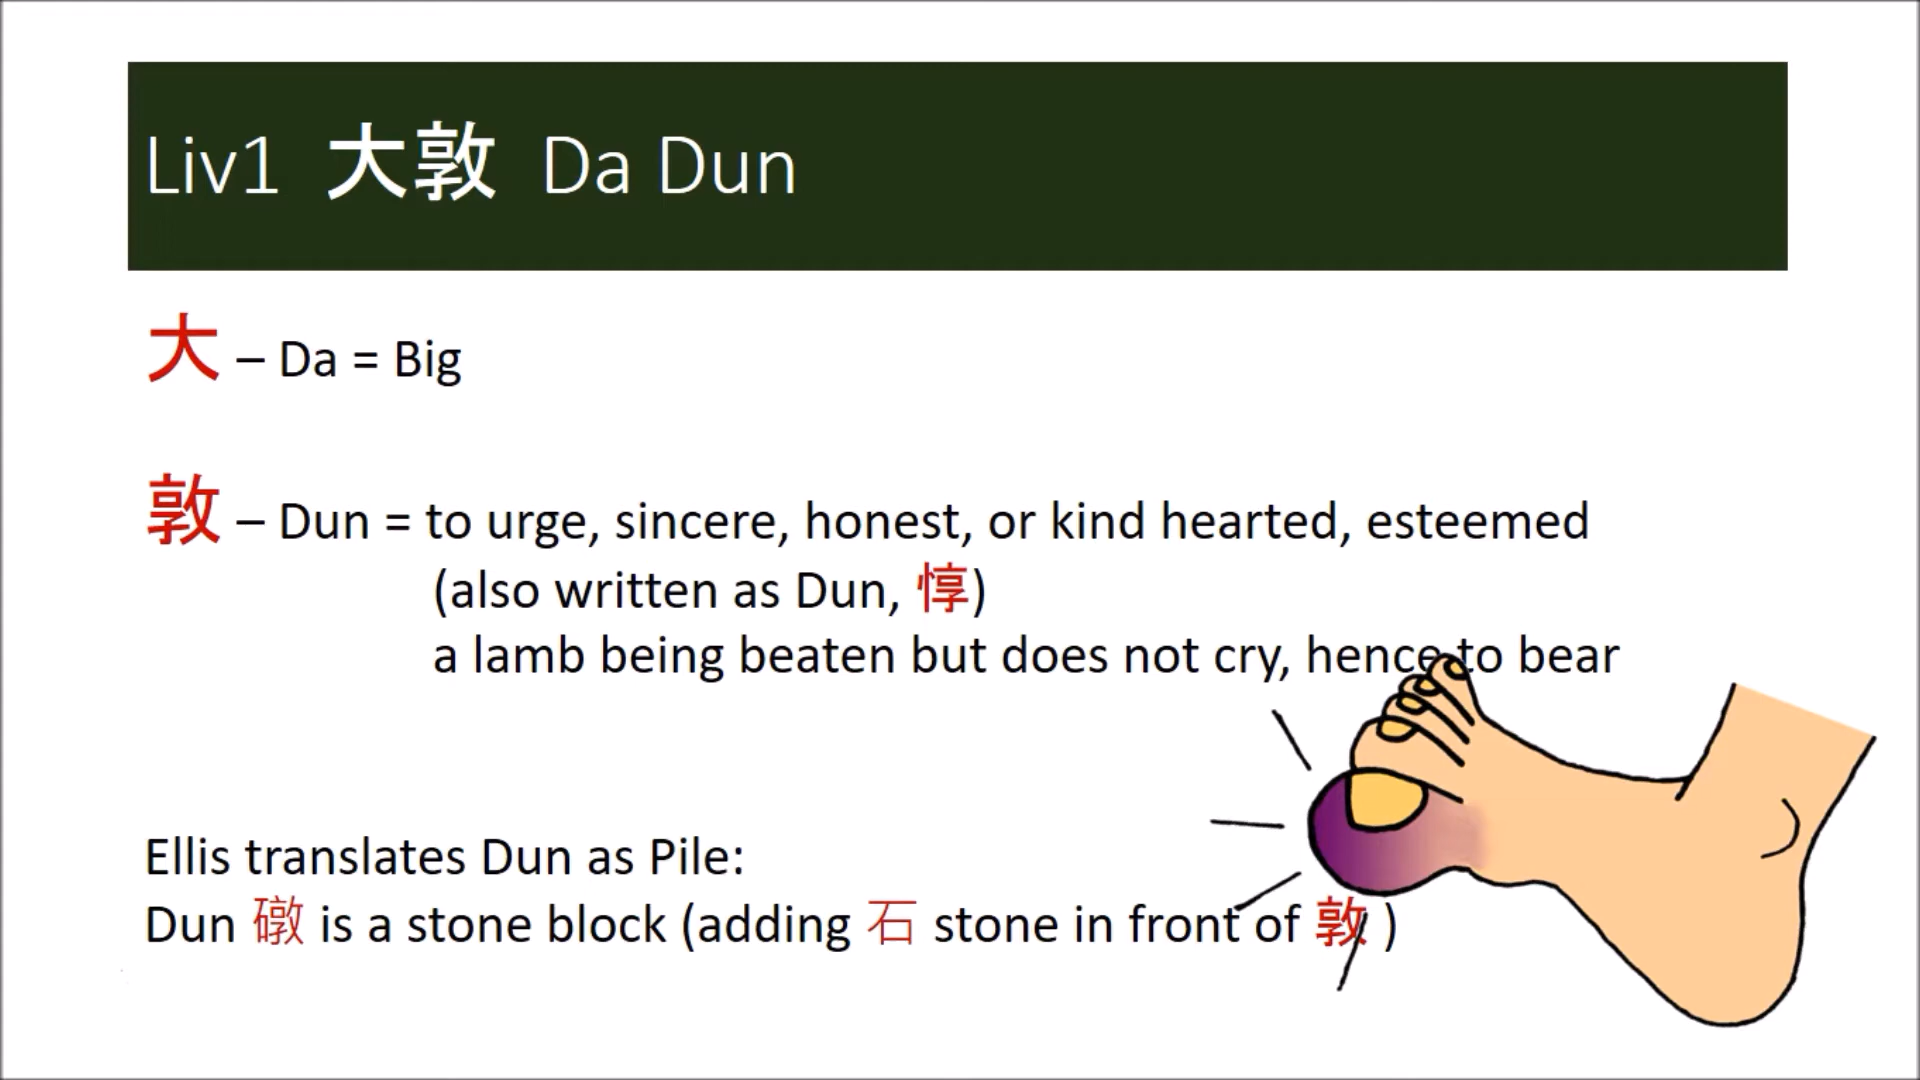 Liv1 大敦 Da Dun
大 – Da = Big
敦 – Dun = to urge, sincere, honest, or kind hearted, esteemed
(also written as Dun, 惇)
a lamb being beaten but does not cry, hence to bear
Ellis translates Dun as Pile:
Dun 礅 is a stone block (adding 石 stone in front of 敦 )